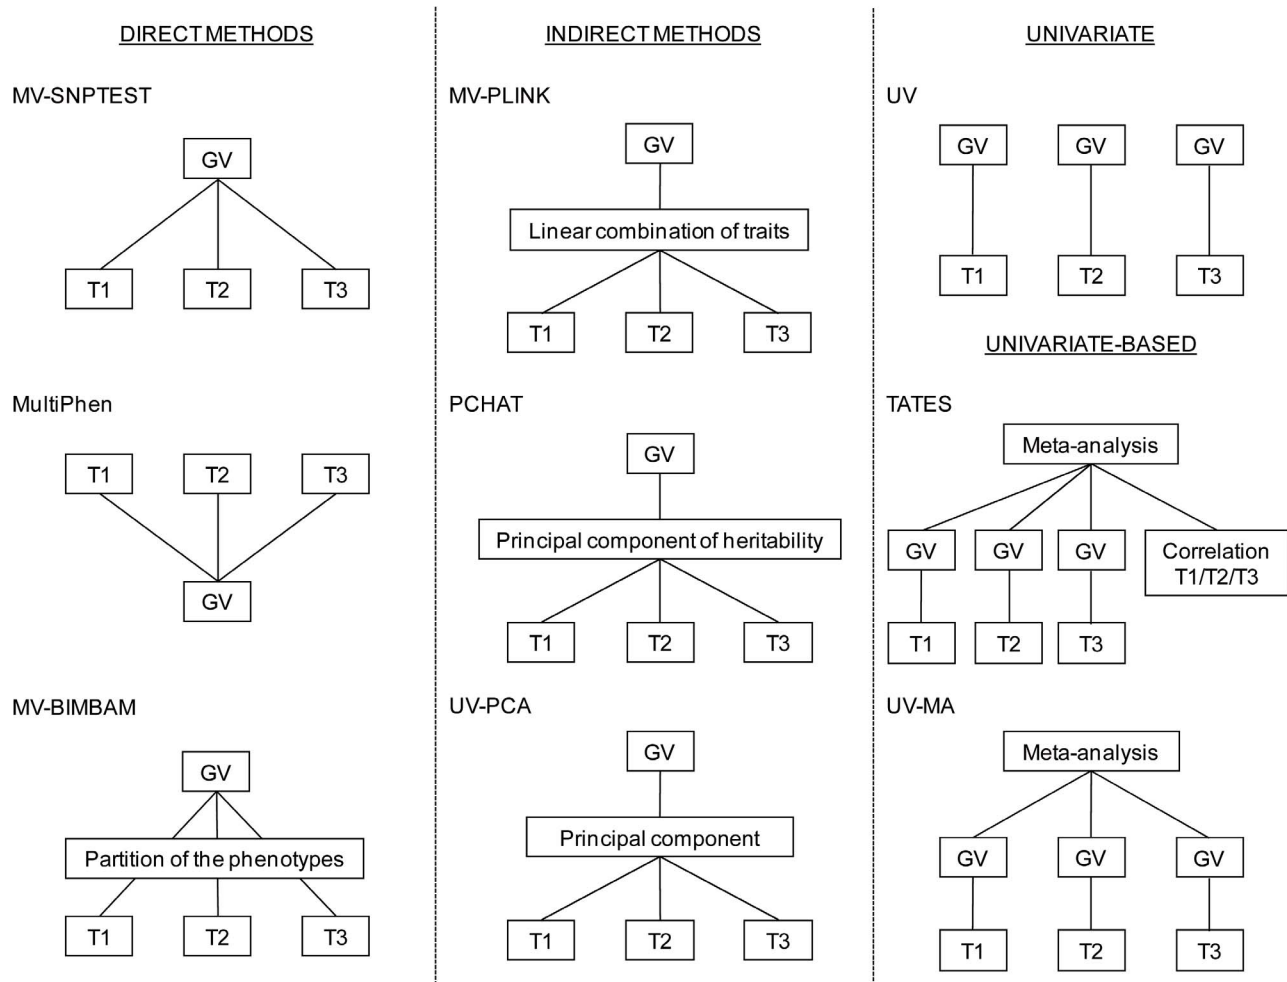 DIRECT METHODS
MV-SNPTEST
GV
T1 T2 T3
MultiPhen
T1 T2 T3
GV
MV-BIMBAM
GV
Partition of the phenotypes
T1 T2 T3
INDIRECT METHODS
MV-PLINK
GV
Linear combination of traits
T1 T2 T3
PCHAT
GV
Principal component of heritability
T1 T2 T3
UV-PCA
GV
Principal component
T1 T2 T3
UNIVARIATE
UV
GV GV GV
T1 T2 T3
UNIVARIATE-BASED
TATES
Meta-analysis
GV GV GV
Correlation
T1/T2/T3
T1 T2 T3
UV-MA
Meta-analysis
GV GV GV
T1 T2 T3